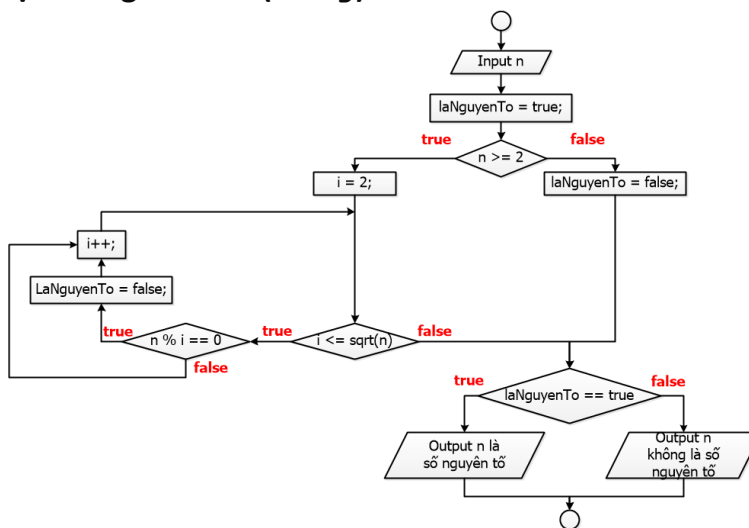 Input n
laNguyenTo = true;
true
false
n >= 2
i = 2;
laNguyenTo = false;
i++;
LaNguyenTo = false;
true
n % i == 0
true
i <= sqrt(n)
false
false
true
laNguyenTo == true
false
Output n là
số nguyên tố
Output n
không là số
nguyên tố